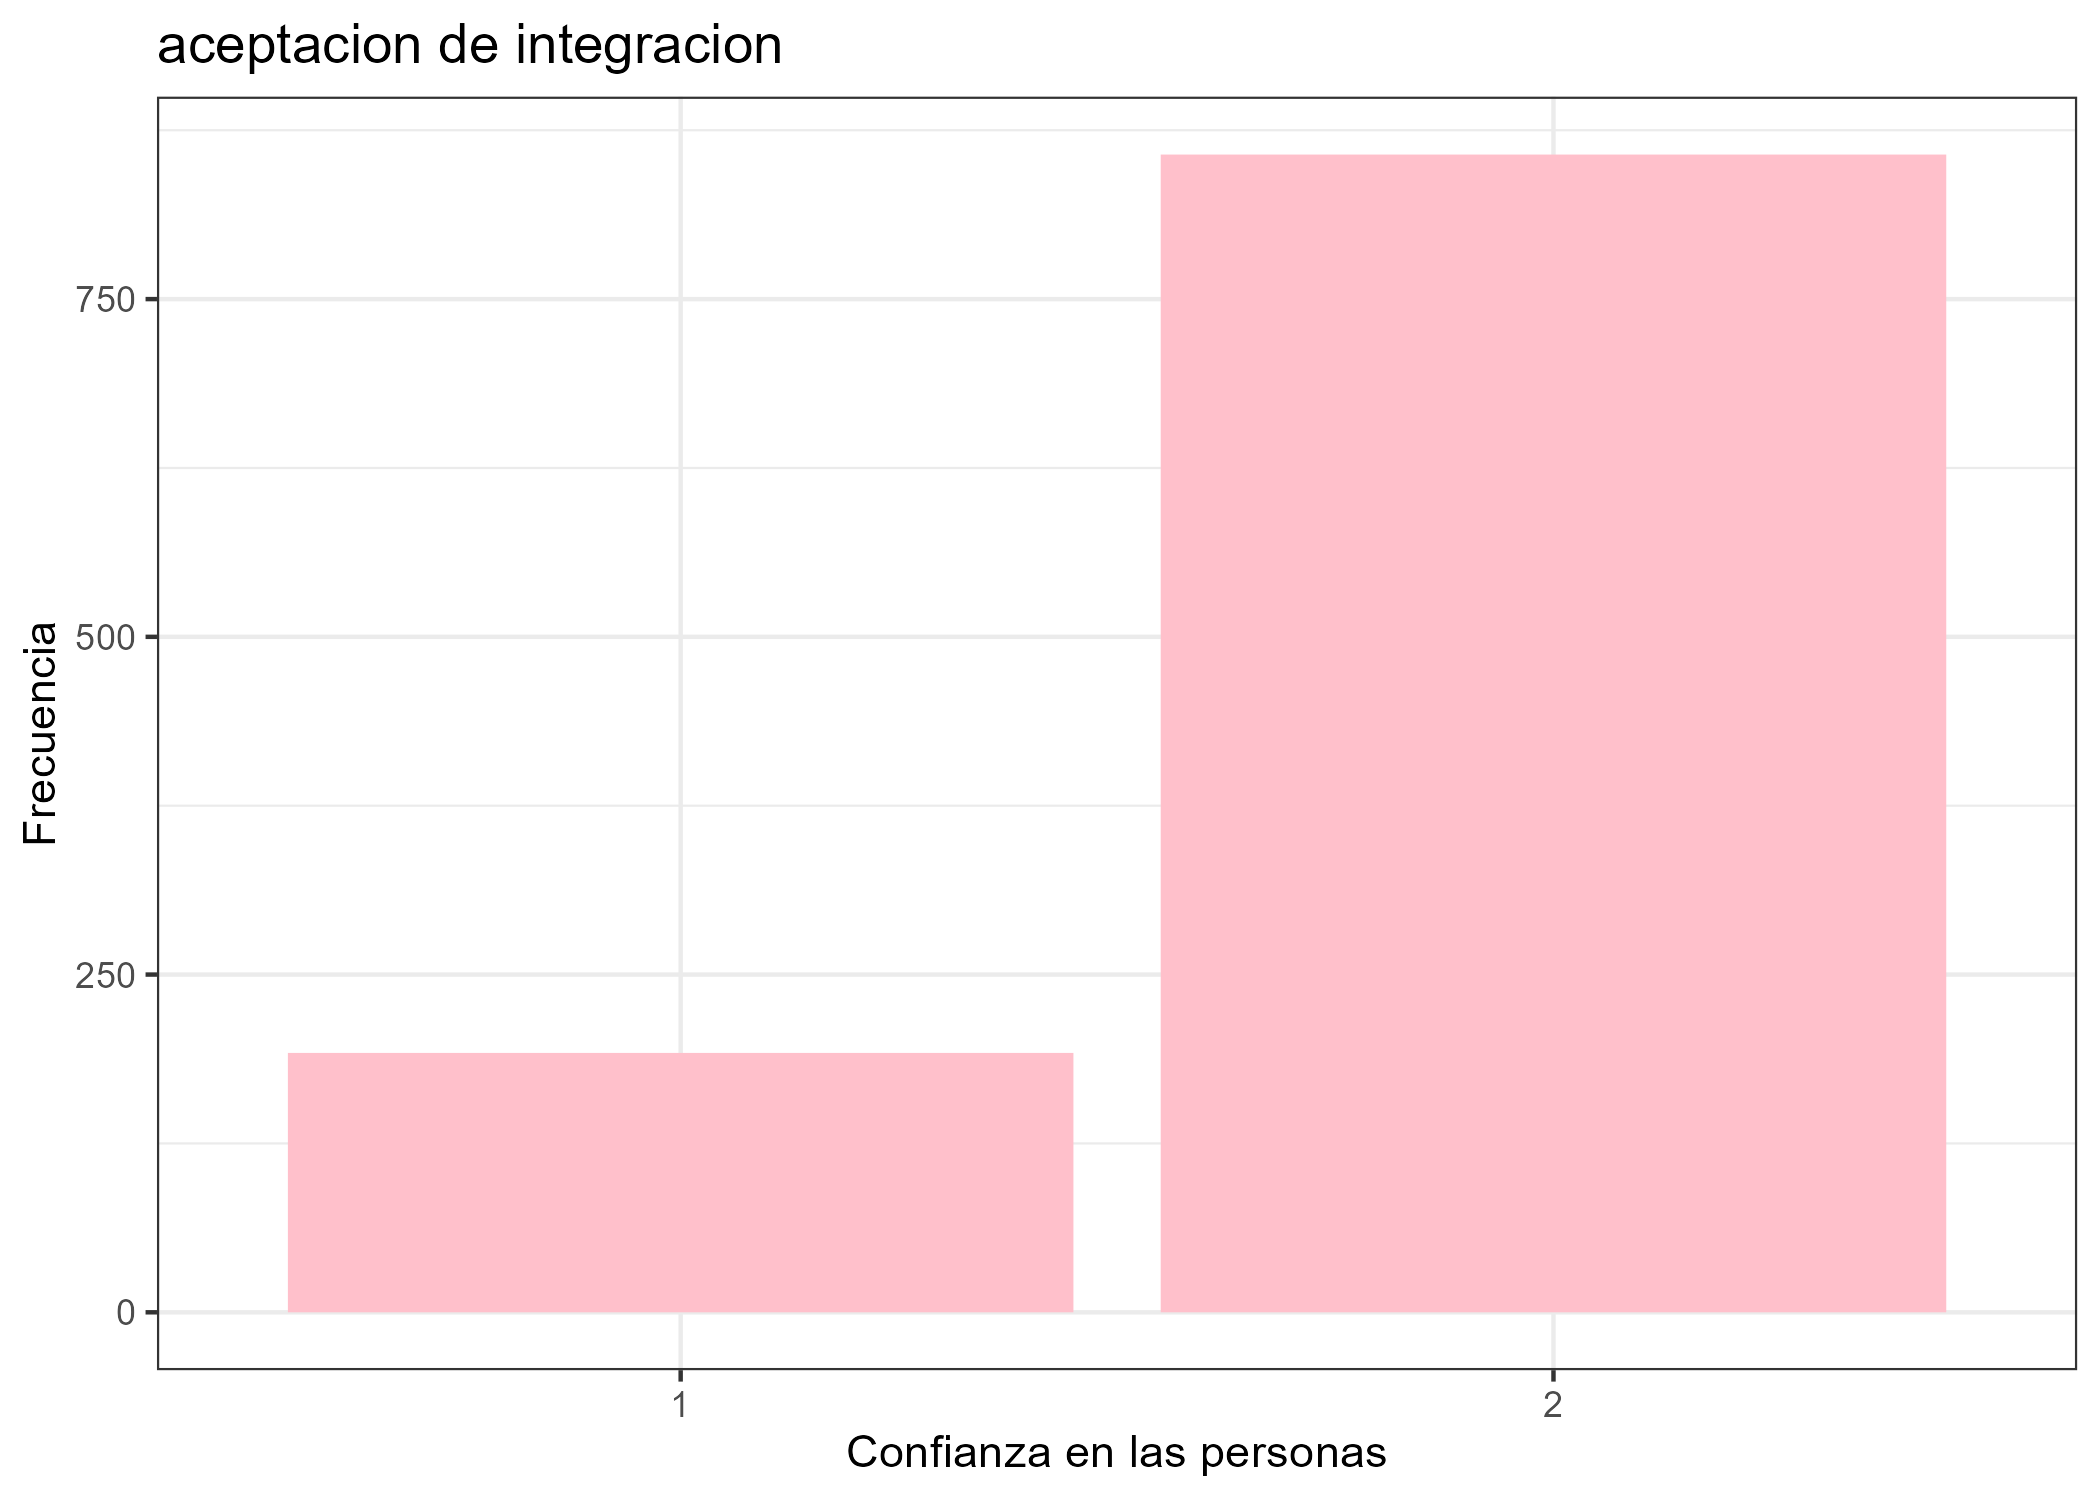 aceptacion de integracion
Frecuencia
750
500
250
0
1
2
Confianza en las personas